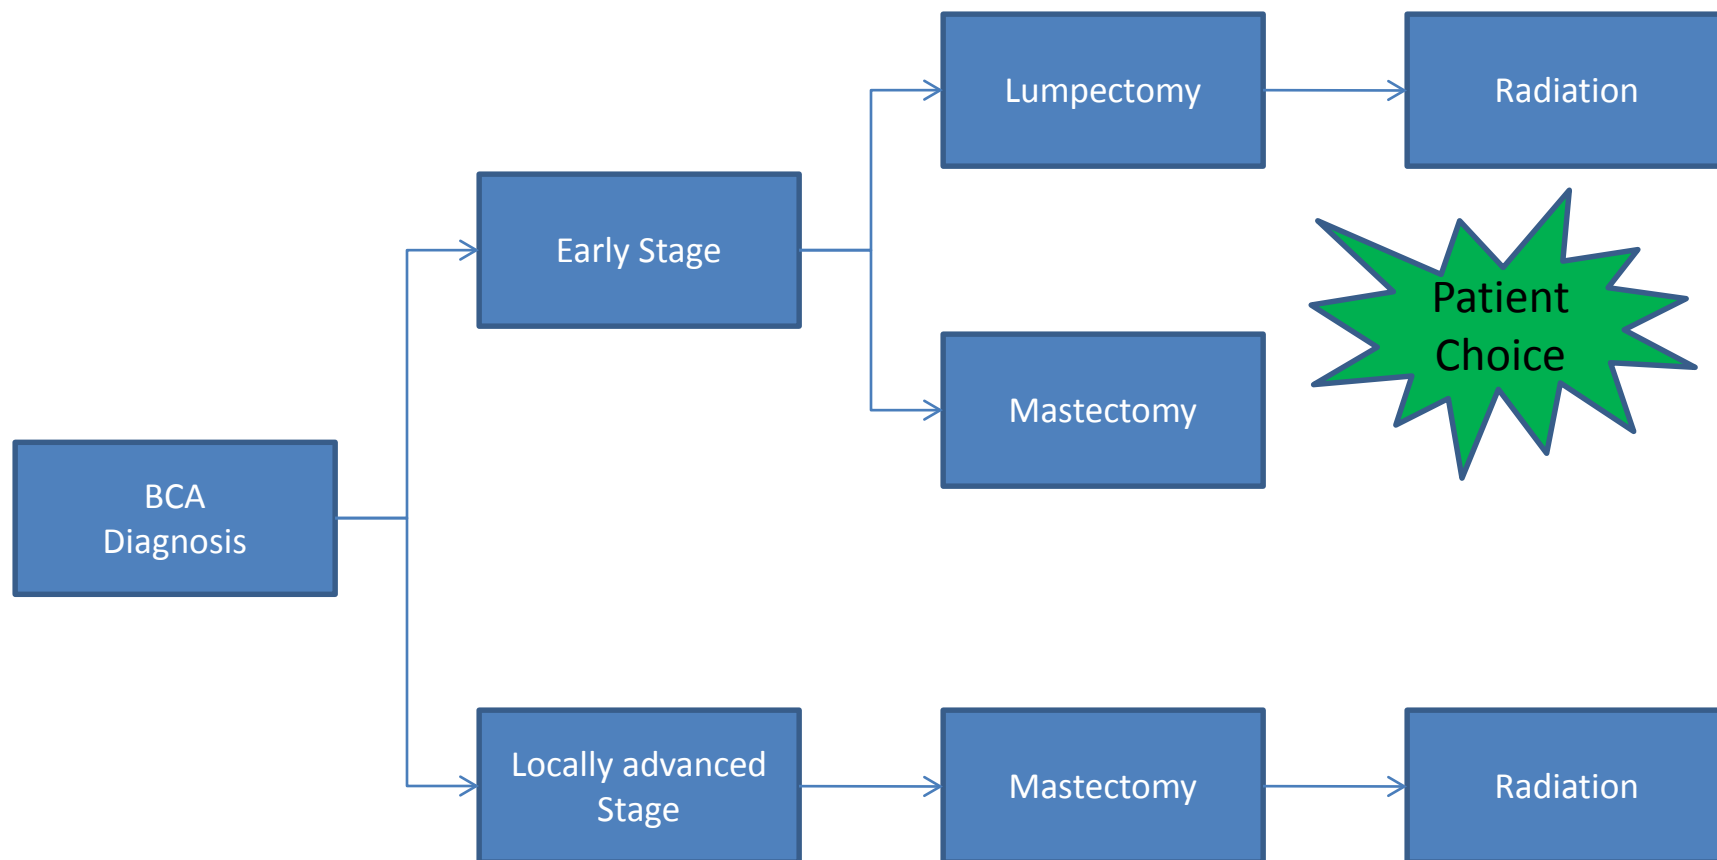 Lumpectomy
Radiation
Early Stage
Patient
Choice
Mastectomy
BCA
Diagnosis
Locally advanced
Stage
Mastectomy
Radiation